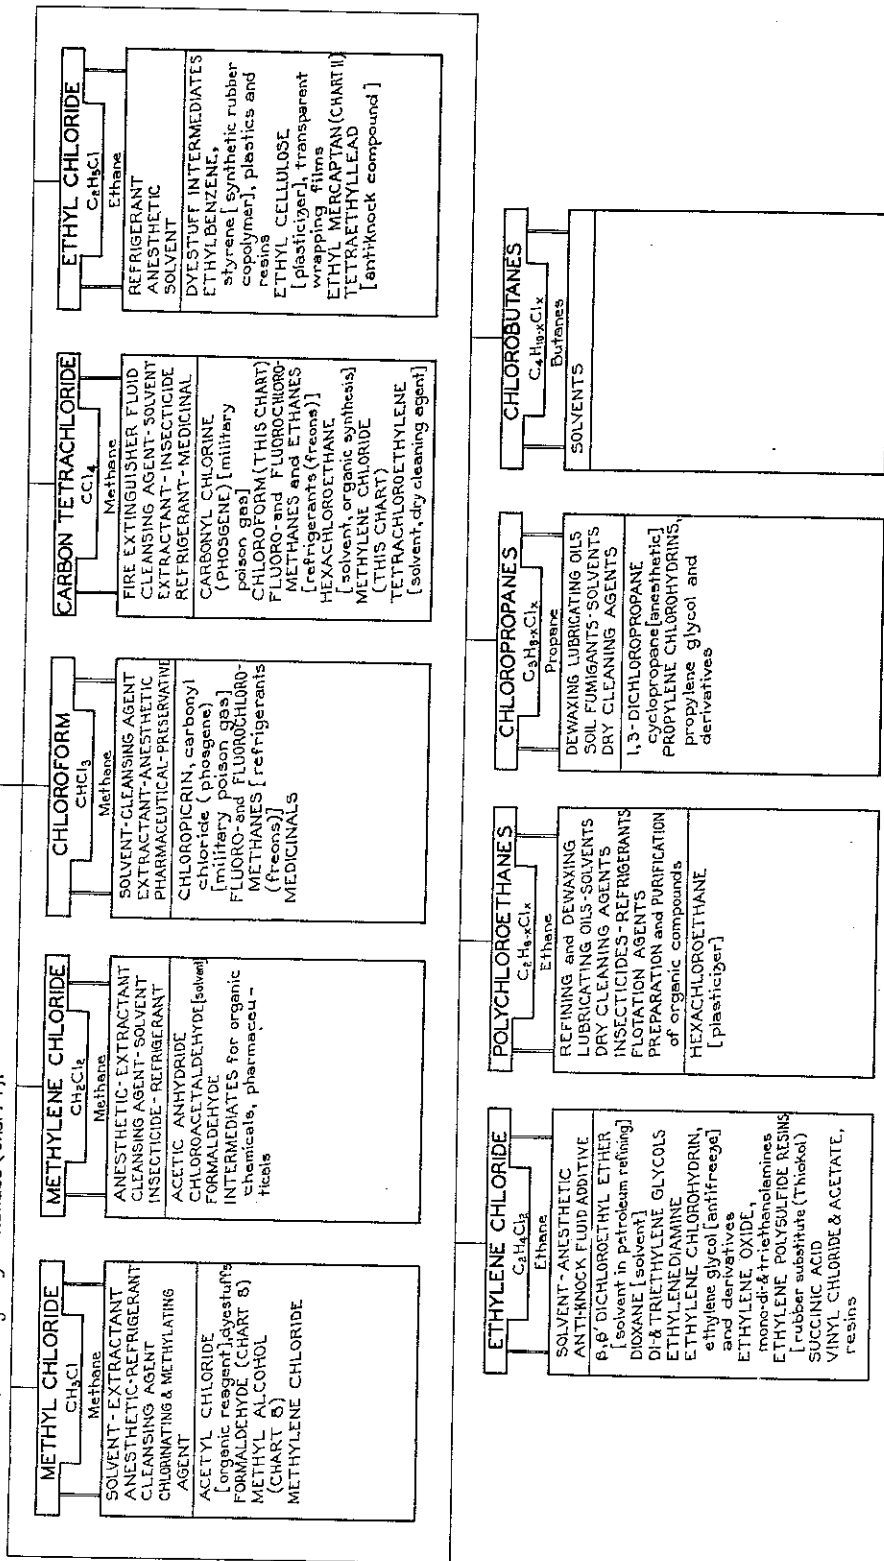 METHYL CHLORIDE
CH₃Cl
Methane
SOLVENT-EXTRACTANT
ANESTHETIC-REFRIGERANT
CLEANSING AGENT
CHLORINATING & METHYLATING
AGENT
ACETYL CHLORIDE
[organic reagent], dyestuffs
FORMALDEHYDE (CHART 8)
METHYL ALCOHOL
(CHART 8)
METHYLENE CHLORIDE
METHYLENE CHLORIDE
CH₂Cl₂
Methane
ANESTHETIC-EXTRACTANT
CLEANSING AGENT-SOLVENT
INSECTICIDE-REFRIGERANT
ACETIC ANHYDRIDE
CHLOROACETALDEHYDE [solvent]
FORMALDEHYDE
INTERMEDIATES for organic
chemicals, pharmaceu-
ticals
CHLOROFORM
CHCl₃
Methane
SOLVENT-CLEANSING AGENT
EXTRACTANT-ANESTHETIC
PHARMACEUTICAL-PRESERVATIVE
CHLOROPICRIN, carbonyl
chloride (phosgene)
[military poison gas]
FLUORO-and FLUOROCHLORO-
METHANES [refrigerants
(freons)]
MEDICINALS
CARBON TETRACHLORIDE
CCl₄
Methane
FIRE EXTINGUISHER FLUID
CLEANSING AGENT-SOLVENT
EXTRACTANT-INSECTICIDE
REFRIGERANT-MEDICINAL
CARBONYL CHLORINE
(PHOSGENE) [military
poison gas]
CHLOROFORM (THIS CHART)
FLUORO-and FLUOROCHLORO-
METHANES and ETHANES
[refrigerants (freons)]
HEXACHLOROETHANE
[solvent, organic synthesis]
METHYLENE CHLORIDE
(THIS CHART)
TETRACHLOROETHYLENE
[solvent, dry cleaning agent]
ETHYL CHLORIDE
C₂H₅Cl
Ethane
REFRIGERANT
ANESTHETIC
SOLVENT
DYESTUFF INTERMEDIATES
ETHYLBENZENE,
styrene [synthetic rubber
copolymer], plastics and
resins
ETHYL CELLULOSE
[plasticizer], transparent
wrapping films
ETHYL MERCAPTAN (CHART II)
TETRAETHYLLEAD
[antiknock compound]
ETHYLENE CHLORIDE
C₂H₄Cl₂
Ethane
SOLVENT-ANESTHETIC
ANTI-KNOCK FLUID ADDITIVE
β,β' DICHLOROETHYL ETHER
[solvent in petroleum refining]
DIOXANE [solvent]
DI-& TRIETHYLENE GLYCOLS
ETHYLENEDIAMINE
ETHYLENE CHLOROHYDRIN,
ethylene glycol [antifreeze]
and derivatives
ETHYLENE OXIDE,
mono-di-& triethanolamines
ETHYLENE POLYSULFIDE RESINS
[rubber substitute (Thiokol)
SUCCINIC ACID
VINYL CHLORIDE & ACETATE,
resins
POLYCHLOROETHANES
C₂H₆₋ₓClₓ
Ethane
REFINING and DEWAXING
LUBRICATING OILS-SOLVENTS
DRY CLEANING AGENTS
INSECTICIDES-REFRIGERANTS
FLOTATION AGENTS
PREPARATION and PURIFICATION
of organic compounds
HEXACHLOROETHANE
[plasticizer]
CHLOROPROPANES
C₃H₈₋ₓClₓ
Propane
DEWAXING LUBRICATING OILS
SOIL FUMIGANTS-SOLVENTS
DRY CLEANING AGENTS
1,3-DICHLOROPROPANE
cyclopropane [anesthetic]
PROPYLENE CHLOROHYDRINS,
propylene glycol and
derivatives
CHLOROBUTANES
C₄H₁₀₋ₓClₓ
Butanes
SOLVENTS